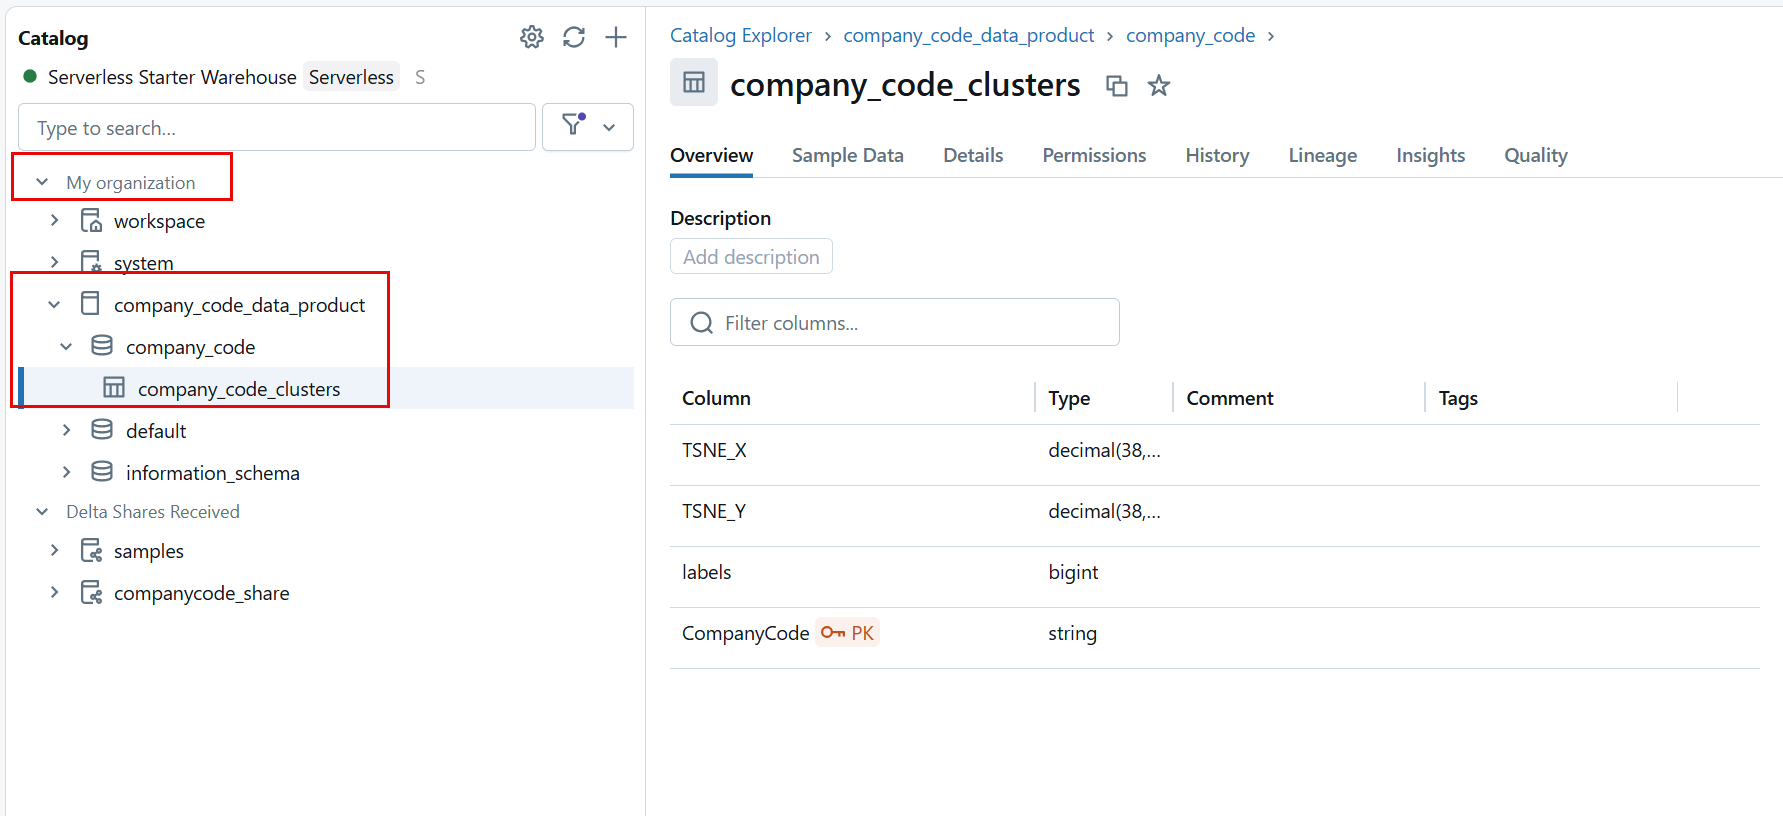 Catalog
Serverless Starter Warehouse Serverless S
Type to search...
My organization
workspace
system
company_code_data_product
company_code
company_code_clusters
default
information_schema
Delta Shares Received
samples
companycode_share
Catalog Explorer › company_code_data_product › company_code ›
company_code_clusters
Overview Sample Data Details Permissions History Lineage Insights Quality
Description
Add description
Filter columns...
Column Type Comment Tags
TSNE_X decimal(38,...
TSNE_Y decimal(38,...
labels bigint
CompanyCode PK string